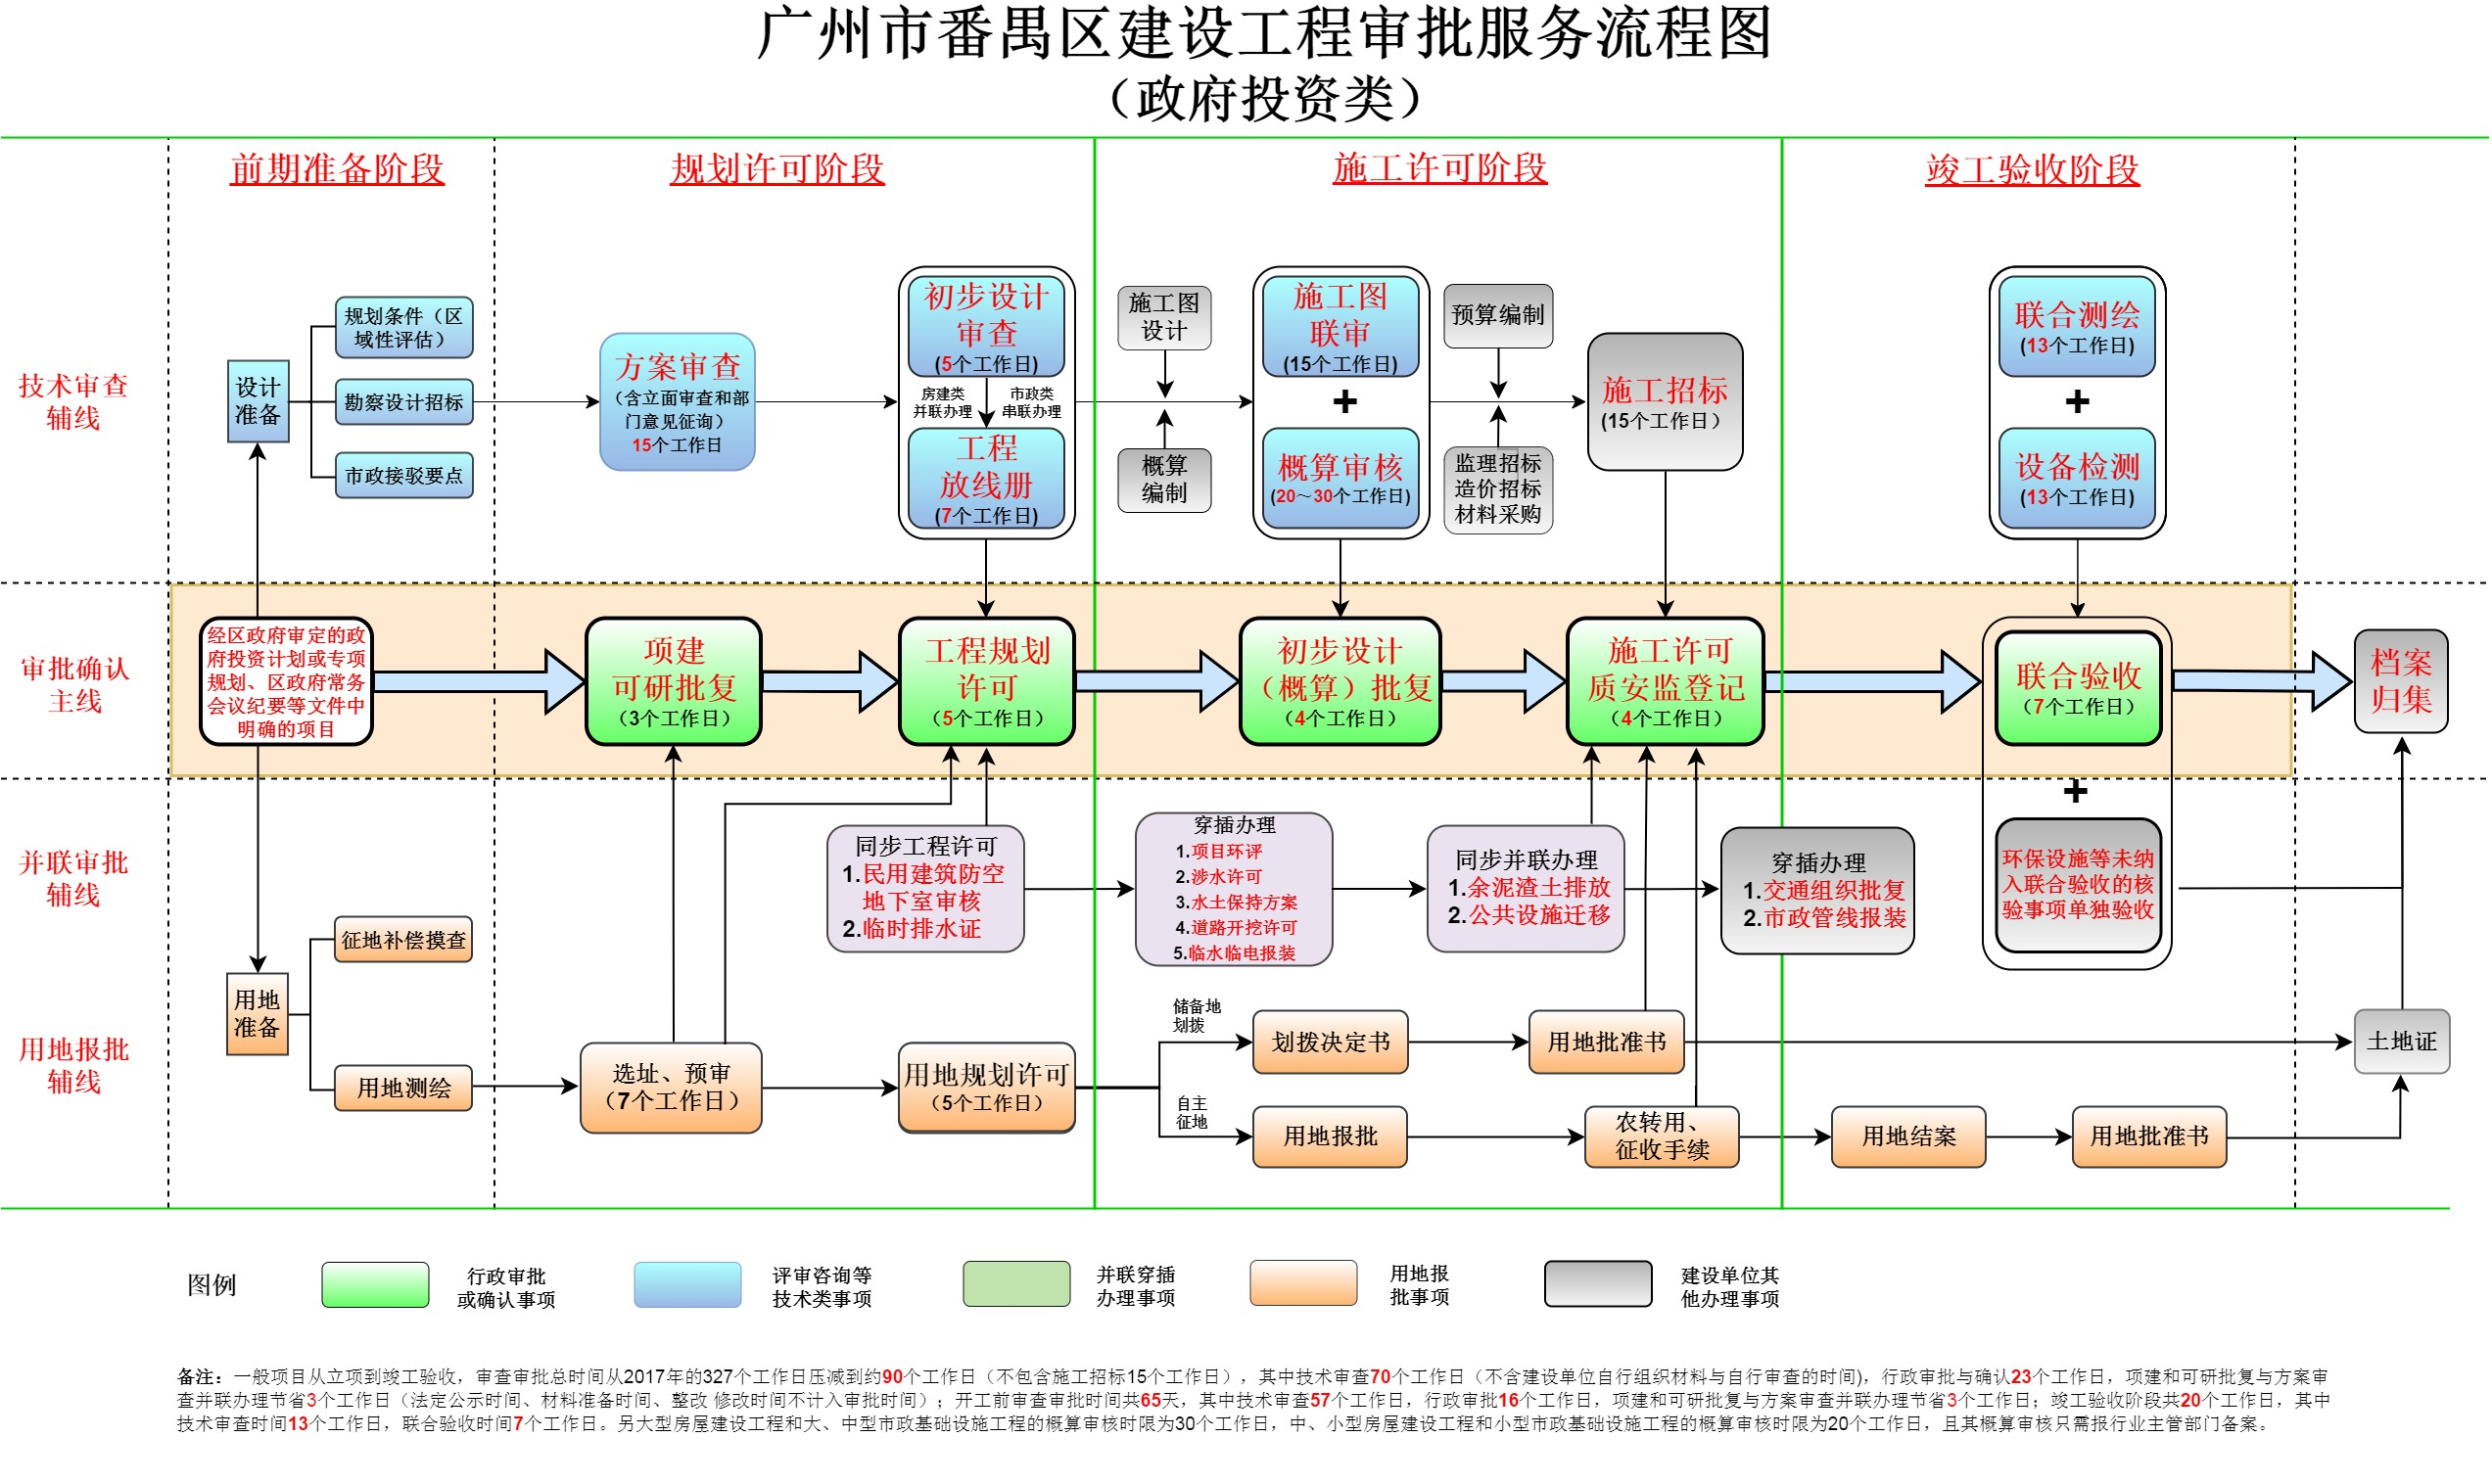 广州市番禺区建设工程审批服务流程图
（政府投资类）
前期准备阶段
规划许可阶段
施工许可阶段
竣工验收阶段
技术审查
辅线
设计
准备
规划条件（区
域性评估）
勘察设计招标
市政接驳要点
方案审查
（含立面审查和部
门意见征询）
15个工作日
初步设计
审查
(5个工作日)
房建类
并联办理
市政类
串联办理
工程
放线册
(7个工作日)
施工图
设计
概算
编制
施工图
联审
(15个工作日)
+
概算审核
(20～30个工作日)
预算编制
监理招标
造价招标
材料采购
施工招标
(15个工作日）
联合测绘
(13个工作日)
+
设备检测
(13个工作日)
审批确认
主线
经区政府审定的政
府投资计划或专项
规划、区政府常务
会议纪要等文件中
明确的项目
项建
可研批复
（3个工作日）
工程规划
许可
（5个工作日）
初步设计
（概算）批复
（4个工作日）
施工许可
质安监登记
（4个工作日）
联合验收
（7个工作日）
档案
归集
并联审批
辅线
同步工程许可
1.民用建筑防空
地下室审核
2.临时排水证
穿插办理
1.项目环评
2.涉水许可
3.水土保持方案
4.道路开挖许可
5.临水临电报装
同步并联办理
1.余泥渣土排放
2.公共设施迁移
穿插办理
1.交通组织批复
2.市政管线报装
+
环保设施等未纳
入联合验收的核
验事项单独验收
用地报批
辅线
用地
准备
征地补偿摸查
用地测绘
选址、预审
（7个工作日）
用地规划许可
（5个工作日）
储备地
划拨
划拨决定书
用地批准书
土地证
自主
征地
用地报批
农转用、
征收手续
用地结案
用地批准书
图例
行政审批
或确认事项
评审咨询等
技术类事项
并联穿插
办理事项
用地报
批事项
建设单位其
他办理事项
备注：一般项目从立项到竣工验收，审查审批总时间从2017年的327个工作日压减到约90个工作日（不包含施工招标15个工作日），其中技术审查70个工作日（不含建设单位自行组织材料与自行审查的时间)，行政审批与确认23个工作日，项建和可研批复与方案审
查并联办理节省3个工作日（法定公示时间、材料准备时间、整改 修改时间不计入审批时间）；开工前审查审批时间共65天，其中技术审查57个工作日，行政审批16个工作日，项建和可研批复与方案审查并联办理节省3个工作日；竣工验收阶段共20个工作日，其中
技术审查时间13个工作日，联合验收时间7个工作日。另大型房屋建设工程和大、中型市政基础设施工程的概算审核时限为30个工作日，中、小型房屋建设工程和小型市政基础设施工程的概算审核时限为20个工作日，且其概算审核只需报行业主管部门备案。